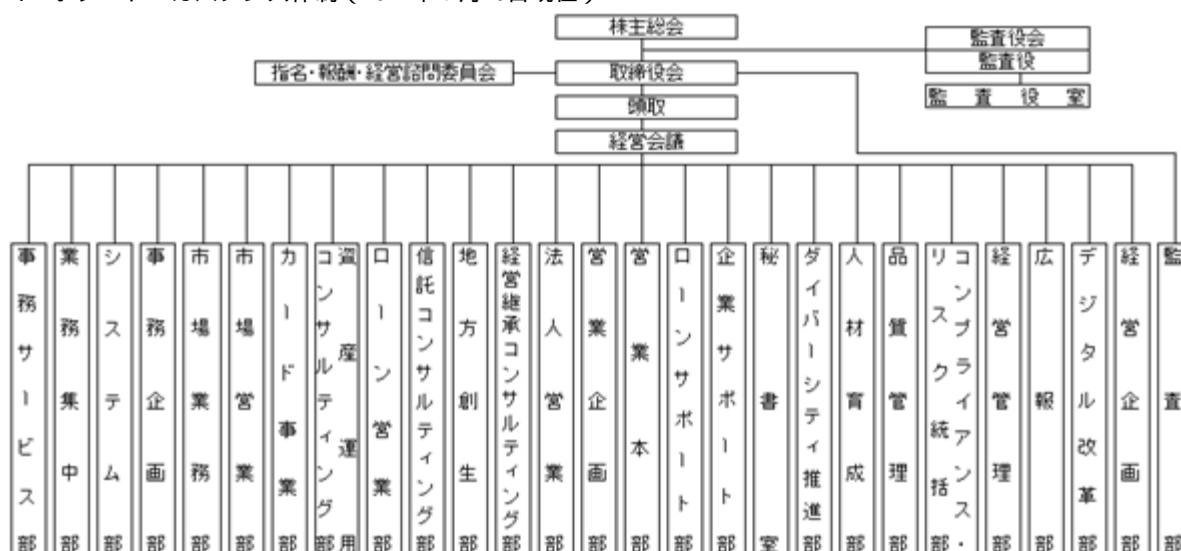 株主総会
監査役会
監査役
監査役室
指名・報酬・経営諮問委員会
取締役会
頭取
経営会議
監査部
経営企画部
デジタル改革部
広報部
経営管理部
コンプライアンス・
リスク統括部
品質管理部
人材育成部
ダイバーシティ推進部
秘書室
企業サポート部
ローンサポート部
営業本部
営業企画部
法人営業部
経営継承コンサルティング部
地方創生部
信託コンサルティング部
ローン営業部
資産運用
コンサルティング部
カード事業部
市場営業部
市場業務部
事務企画部
システム部
業務集中部
事務サービス部